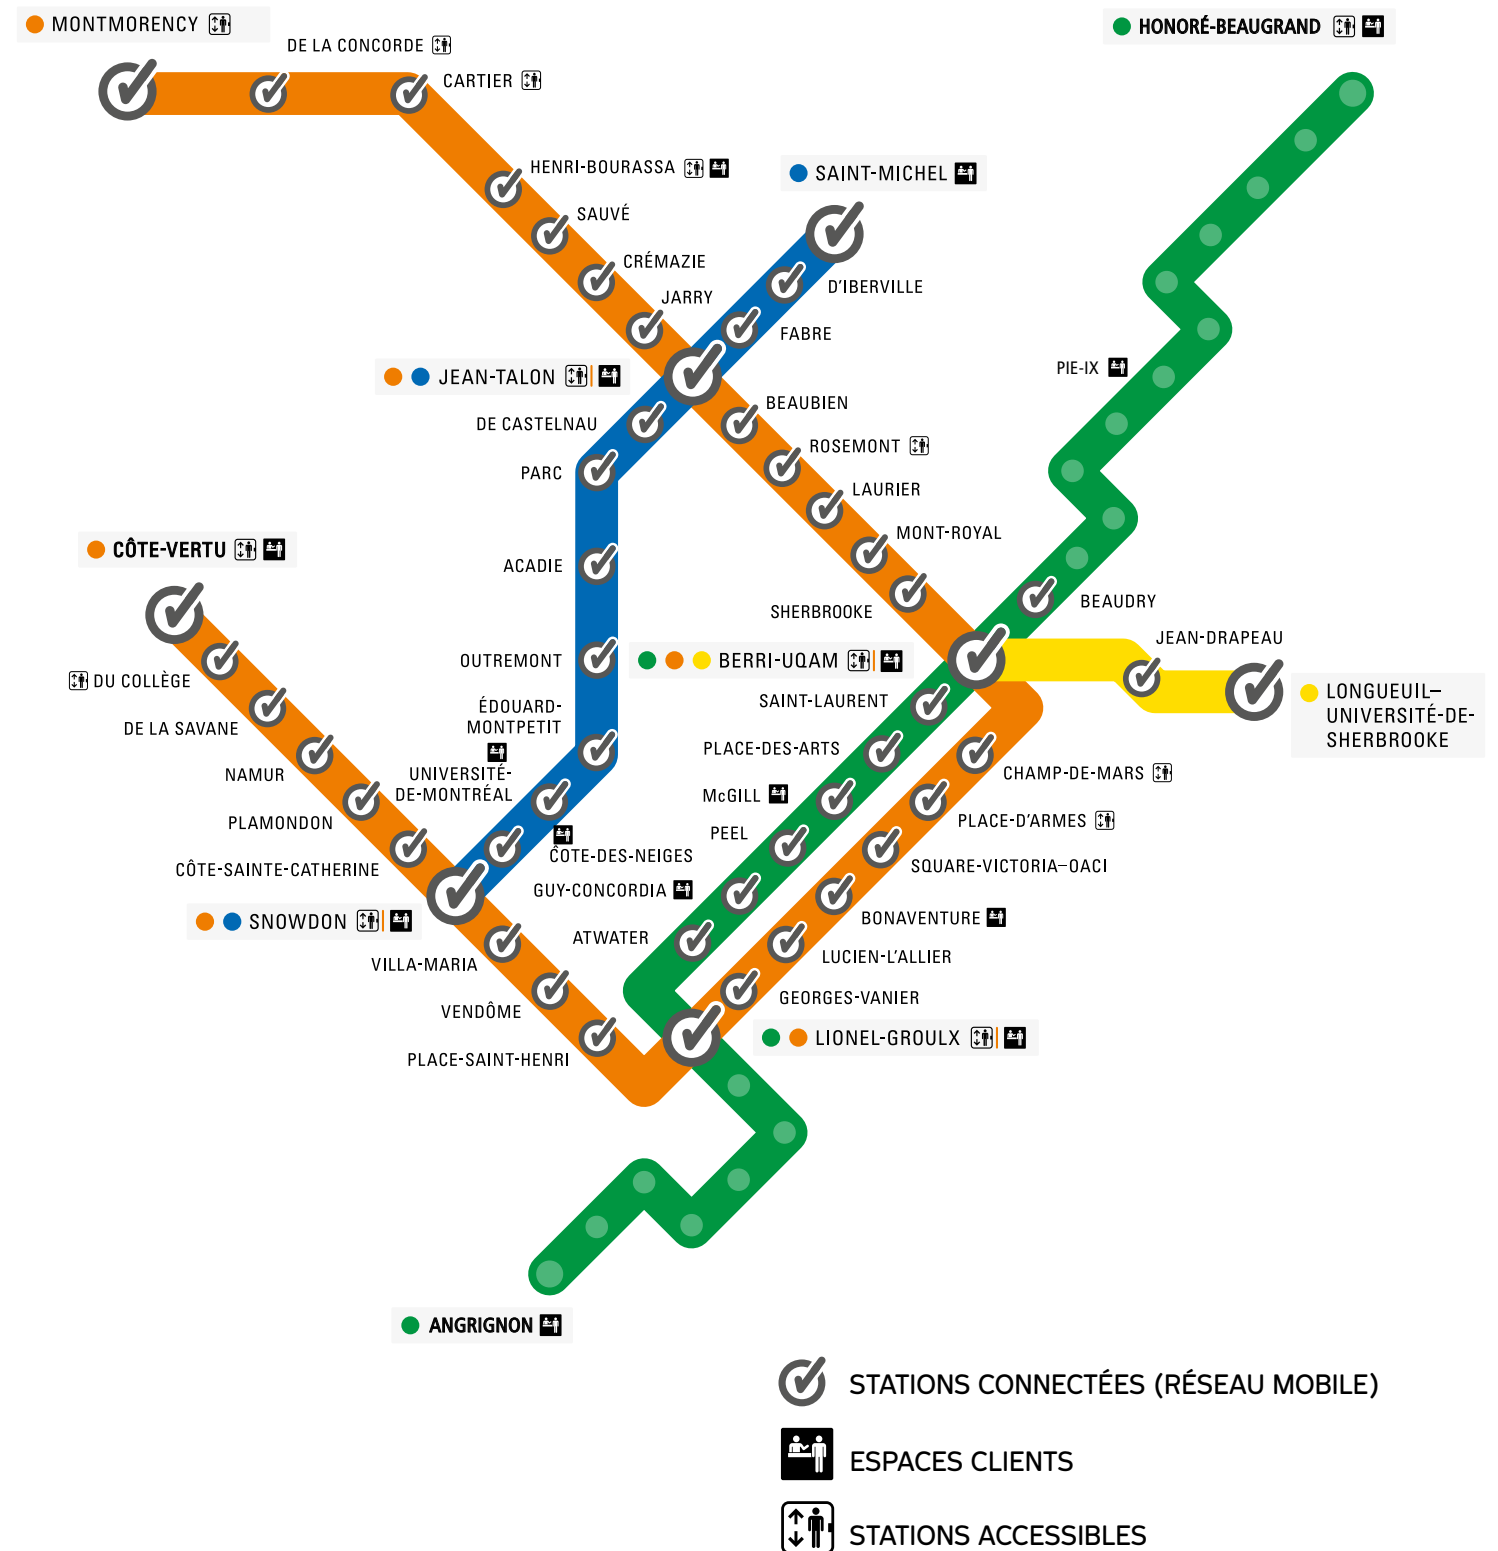 MONTMORENCY
HONORÉ-BEAUGRAND
DE LA CONCORDE
CARTIER
HENRI-BOURASSA
SAINT-MICHEL
SAUVÉ
CRÉMAZIE
D'IBERVILLE
JARRY
FABRE
PIE-IX
JEAN-TALON
BEAUBIEN
DE CASTELNAU
ROSEMONT
PARC
LAURIER
MONT-ROYAL
CÔTE-VERTU
ACADIE
BEAUDRY
SHERBROOKE
JEAN-DRAPEAU
OUTREMONT
BERRI-UQAM
DU COLLÈGE
LONGUEUIL–
UNIVERSITÉ-DE-
SHERBROOKE
SAINT-LAURENT
ÉDOUARD-
MONTPETIT
DE LA SAVANE
PLACE-DES-ARTS
NAMUR
UNIVERSITÉ-
DE-MONTRÉAL
CHAMP-DE-MARS
McGILL
PLAMONDON
PLACE-D'ARMES
PEEL
CÔTE-SAINTE-CATHERINE
CÔTE-DES-NEIGES
SQUARE-VICTORIA–OACI
GUY-CONCORDIA
SNOWDON
BONAVENTURE
ATWATER
VILLA-MARIA
LUCIEN-L'ALLIER
VENDÔME
GEORGES-VANIER
LIONEL-GROULX
PLACE-SAINT-HENRI
ANGRIGNON
STATIONS CONNECTÉES (RÉSEAU MOBILE)
ESPACES CLIENTS
STATIONS ACCESSIBLES